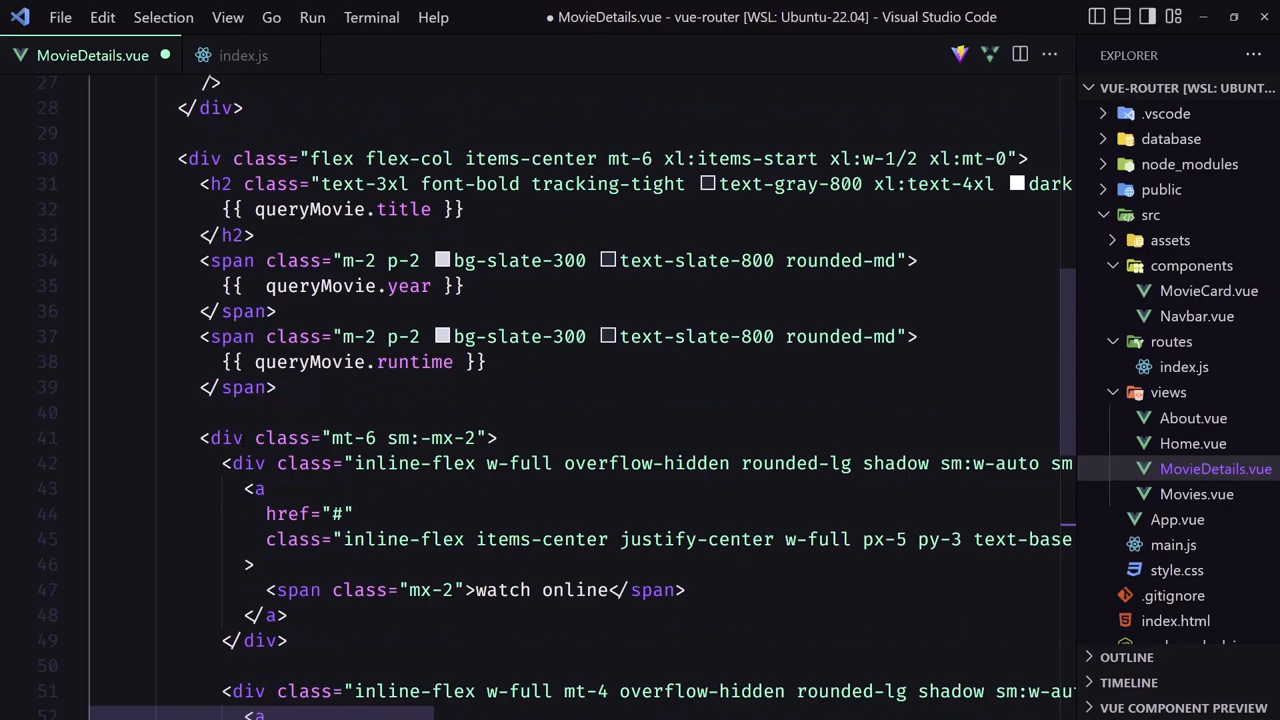 File Edit Selection View Go Run Terminal Help ● MovieDetails.vue - vue-router [WSL: Ubuntu-22.04] - Visual Studio Code
MovieDetails.vue
index.js
27 />
28 </div>
29
30 <div class="flex flex-col items-center mt-6 xl:items-start xl:w-1/2 xl:mt-0">
31 <h2 class="text-3xl font-bold tracking-tight text-gray-800 xl:text-4xl dark
32 {{ queryMovie.title }}
33 </h2>
34 <span class="m-2 p-2 bg-slate-300 text-slate-800 rounded-md">
35 {{  queryMovie.year }}
36 </span>
37 <span class="m-2 p-2 bg-slate-300 text-slate-800 rounded-md">
38 {{ queryMovie.runtime }}
39 </span>
40
41 <div class="mt-6 sm:-mx-2">
42 <div class="inline-flex w-full overflow-hidden rounded-lg shadow sm:w-auto sm
43 <a
44 href="#"
45 class="inline-flex items-center justify-center w-full px-5 py-3 text-base
46 >
47 <span class="mx-2">watch online</span>
48 </a>
49 </div>
50
51 <div class="inline-flex w-full mt-4 overflow-hidden rounded-lg shadow sm:w-au
52 <a
EXPLORER
VUE-ROUTER [WSL: UBUNT...
.vscode
database
node_modules
public
src
assets
components
MovieCard.vue
Navbar.vue
routes
index.js
views
About.vue
Home.vue
MovieDetails.vue
Movies.vue
App.vue
main.js
style.css
.gitignore
index.html
OUTLINE
TIMELINE
VUE COMPONENT PREVIEW